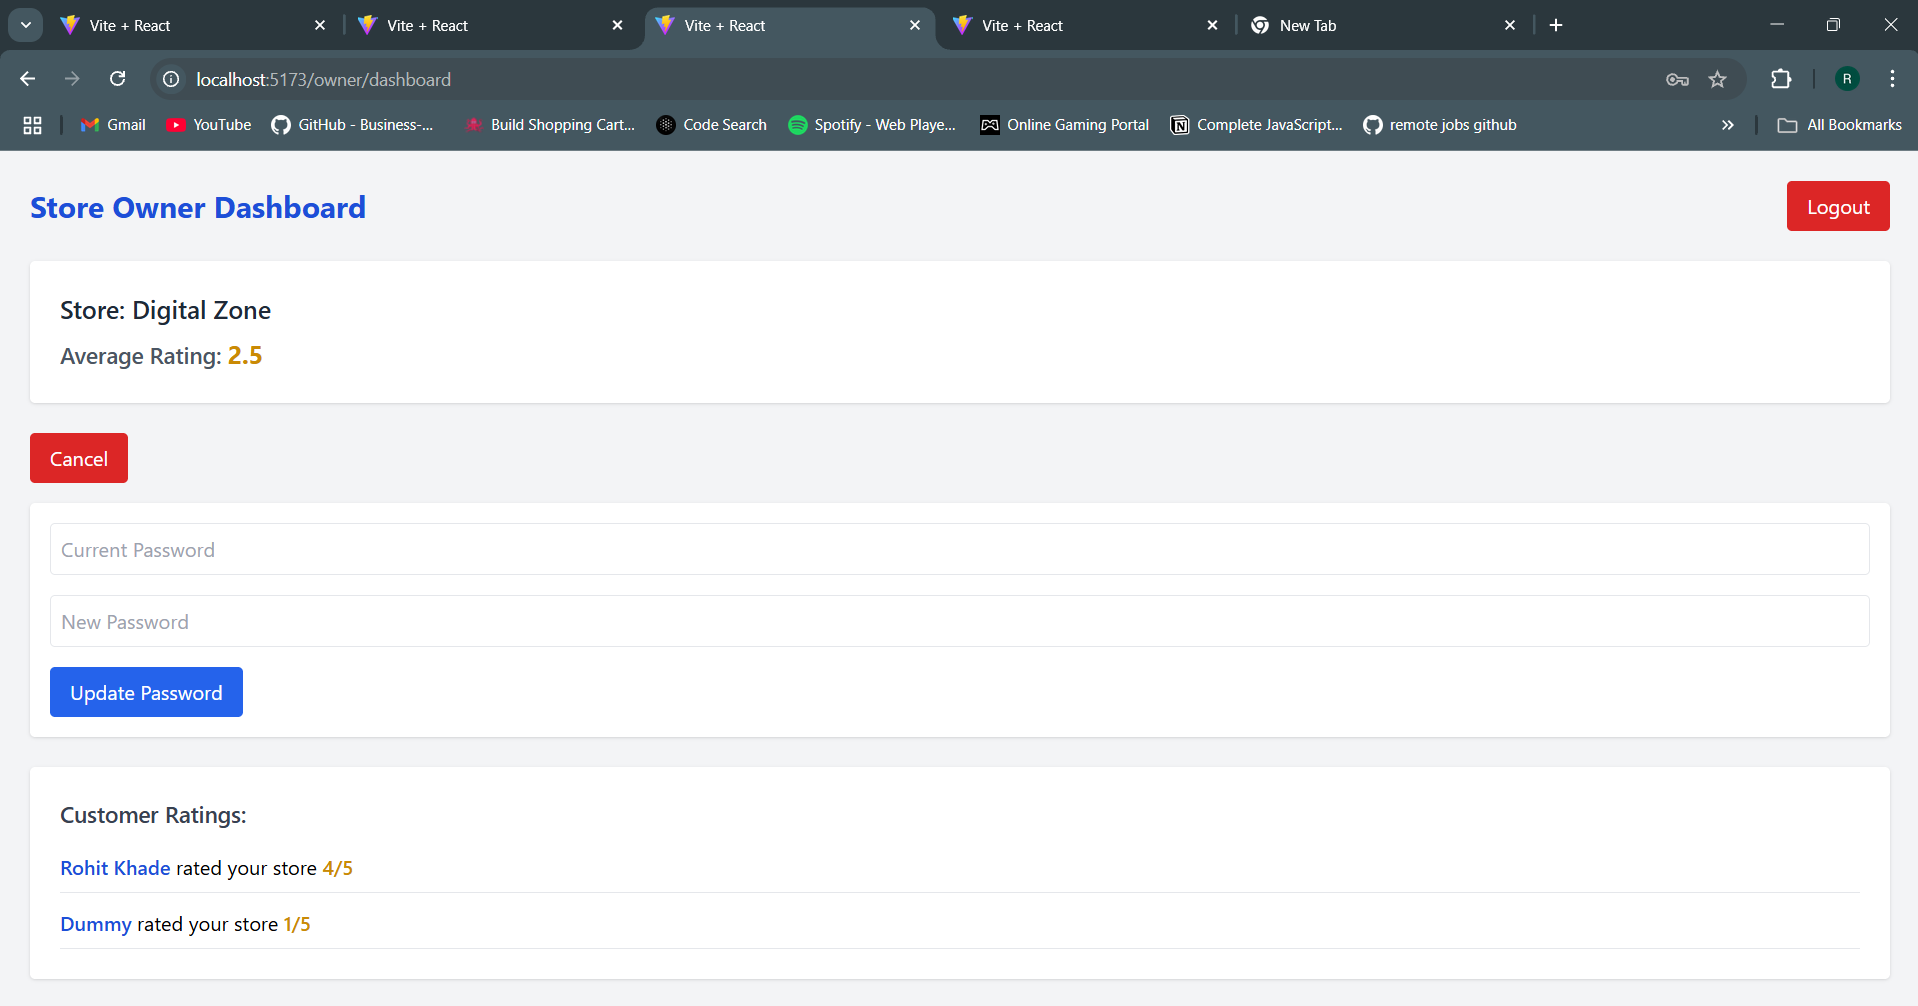 Vite + React
Vite + React
Vite + React
Vite + React
New Tab
localhost:5173/owner/dashboard
R
Gmail
YouTube
GitHub - Business-...
Build Shopping Cart...
Code Search
Spotify - Web Playe...
Online Gaming Portal
Complete JavaScript...
remote jobs github
All Bookmarks
Store Owner Dashboard
Logout
Store: Digital Zone
Average Rating: 2.5
Cancel
Current Password
New Password
Update Password
Customer Ratings:
Rohit Khade rated your store 4/5
Dummy rated your store 1/5